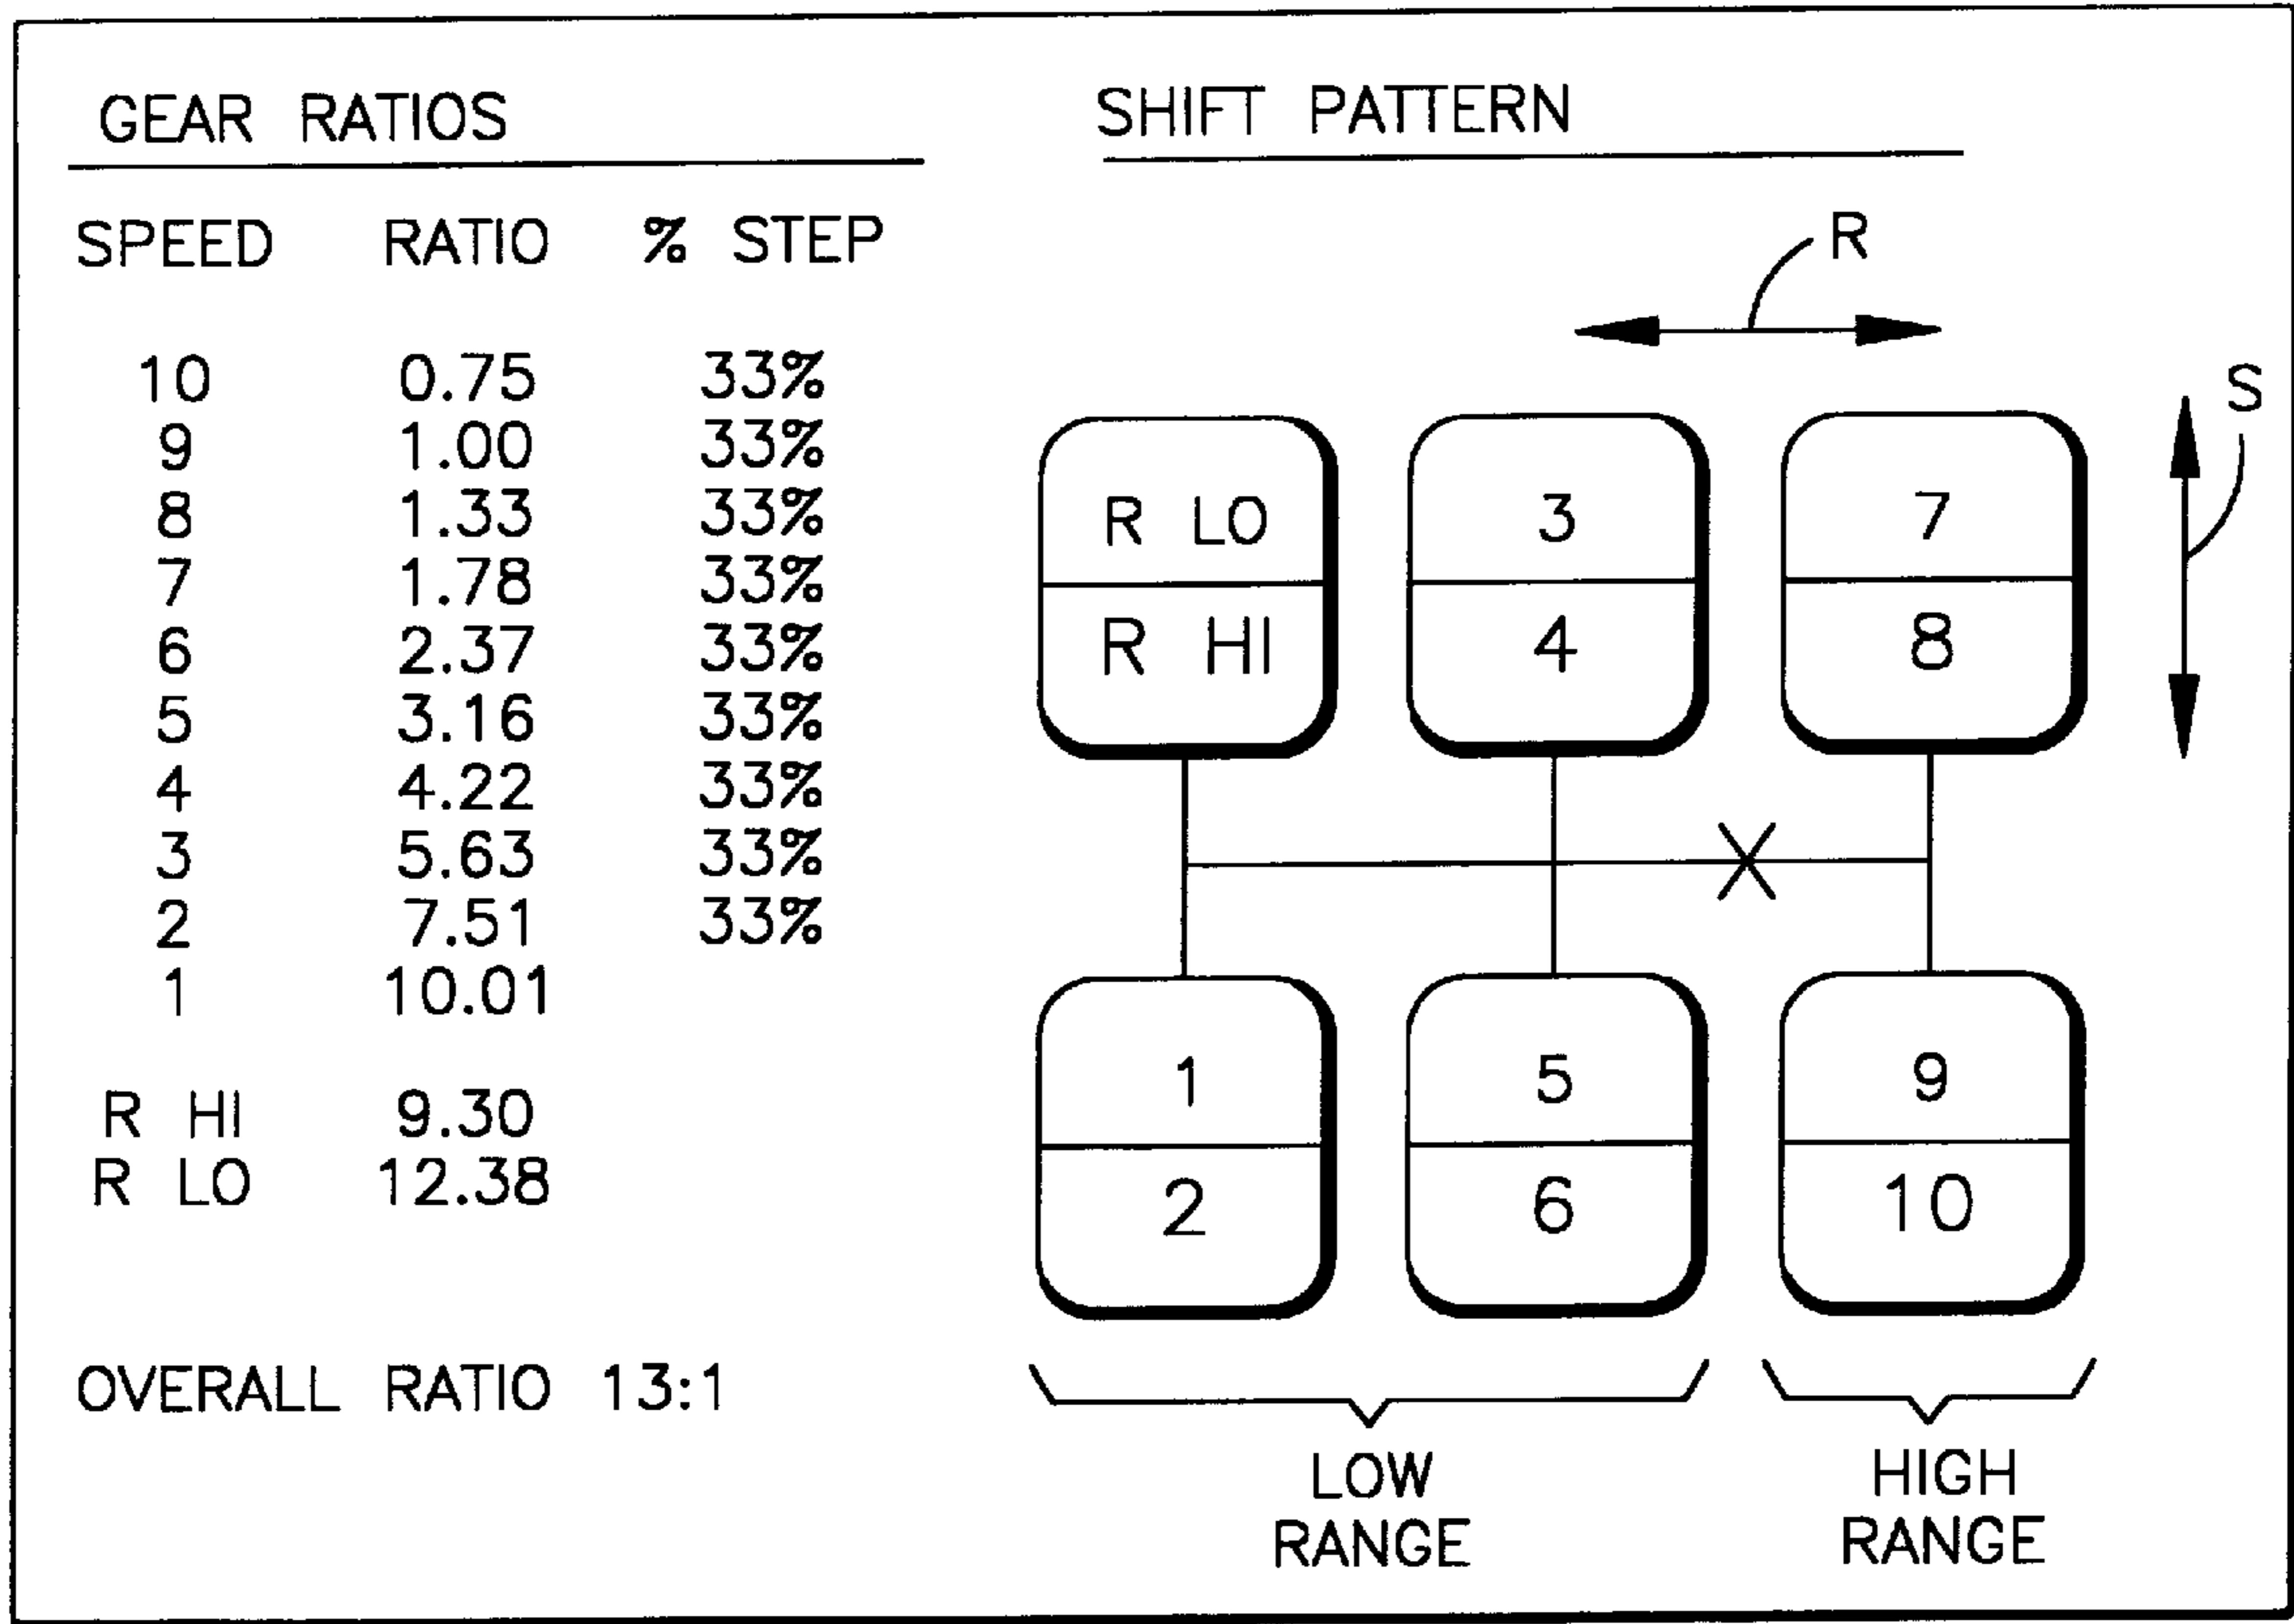 GEAR RATIOS
SPEED RATIO % STEP
10 0.75 33%
9 1.00 33%
8 1.33 33%
7 1.78 33%
6 2.37 33%
5 3.16 33%
4 4.22 33%
3 5.63 33%
2 7.51 33%
1 10.01
R HI 9.30
R LO 12.38
OVERALL RATIO 13:1
SHIFT PATTERN
R
S
R LO 3 7
R HI 4 8
X
1 5 9
2 6 10
LOW HIGH
RANGE RANGE